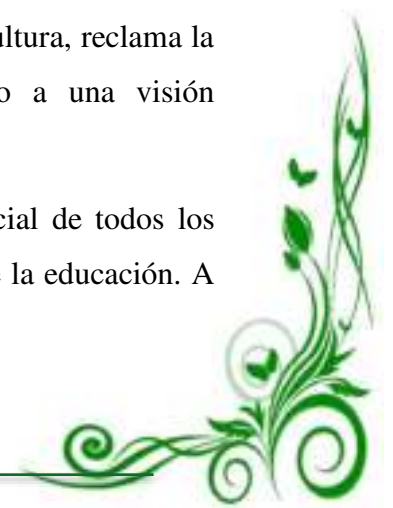 ultura, reclama la
o a una visión
cial de todos los
la educación. A